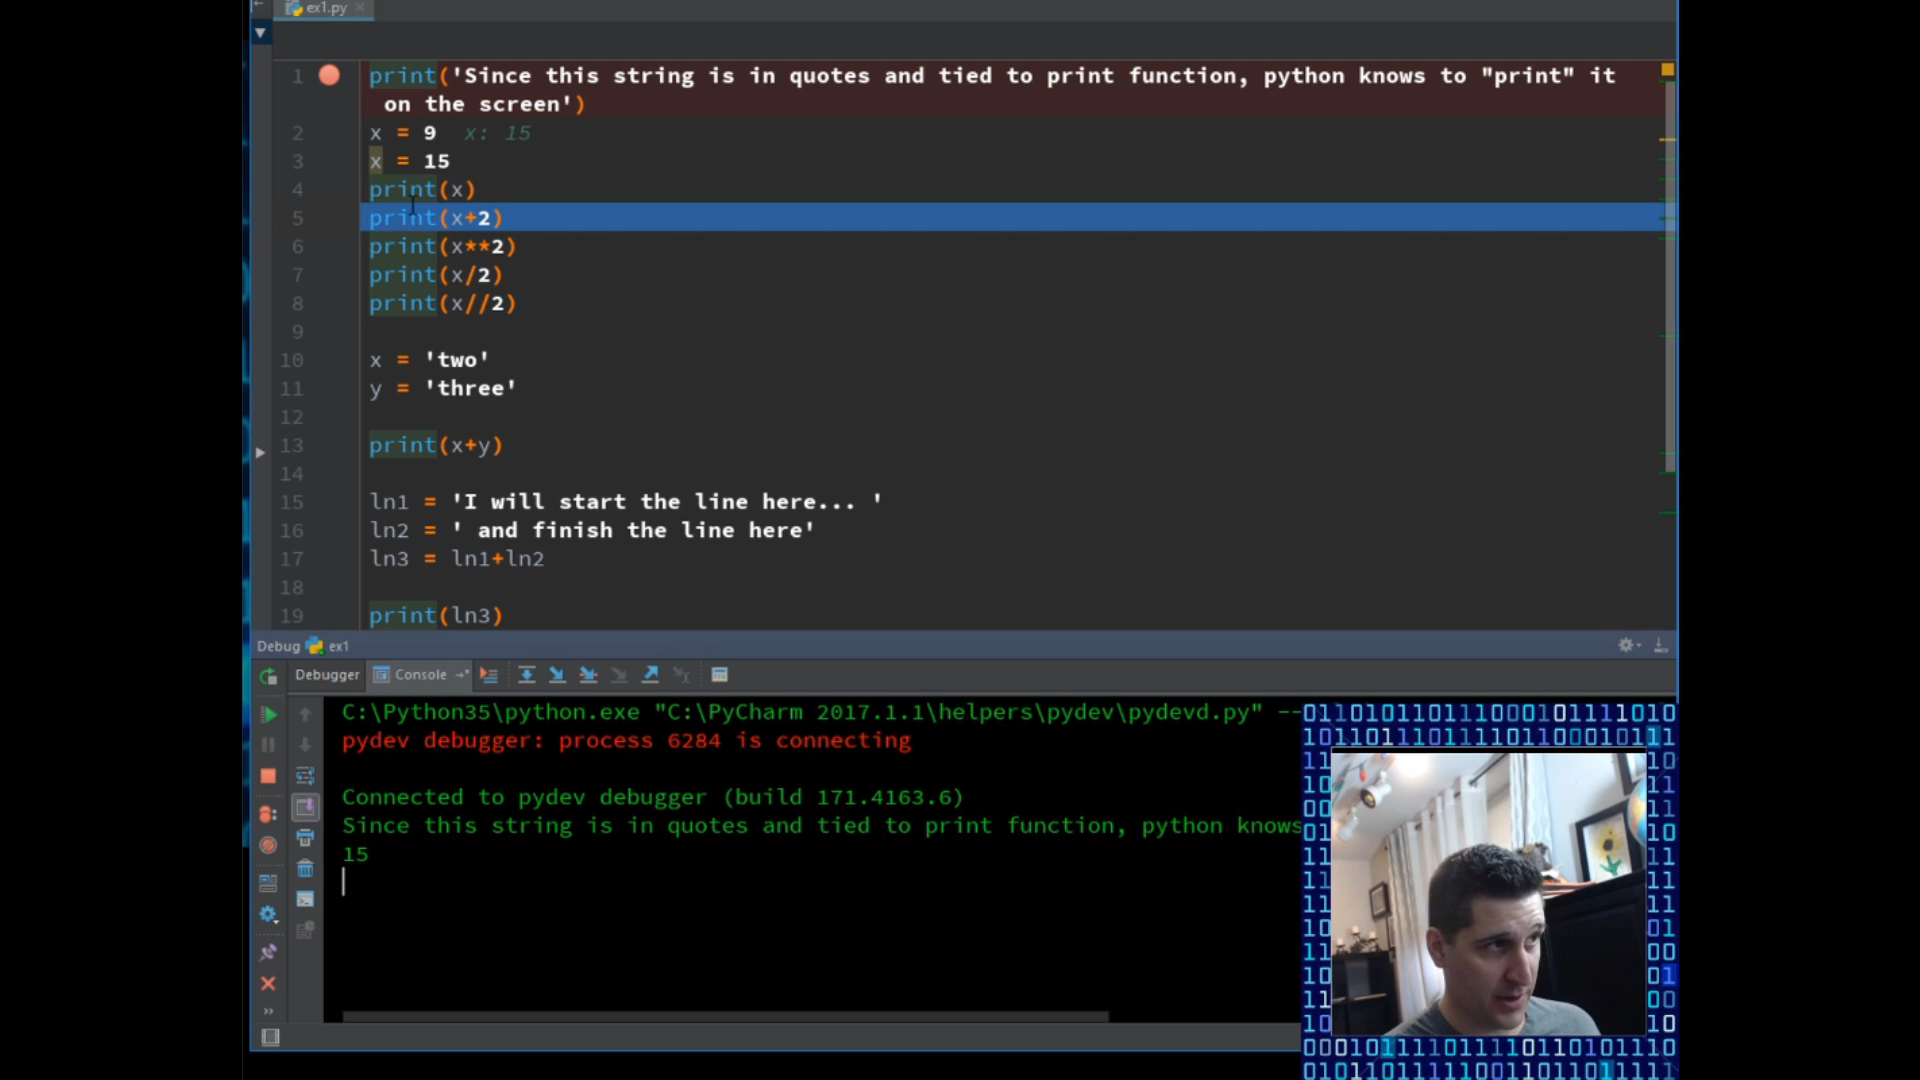 ex1.py
1 print('Since this string is in quotes and tied to print function, python knows to "print" it
on the screen')
2 x = 9 x: 15
3 x = 15
4 print(x)
5 print(x+2)
6 print(x**2)
7 print(x/2)
8 print(x//2)
9
10 x = 'two'
11 y = 'three'
12
13 print(x+y)
14
15 ln1 = 'I will start the line here... '
16 ln2 = ' and finish the line here'
17 ln3 = ln1+ln2
18
19 print(ln3)
Debug ex1
Debugger Console
C:\Python35\python.exe "C:\PyCharm 2017.1.1\helpers\pydev\pydevd.py" --
pydev debugger: process 6284 is connecting
Connected to pydev debugger (build 171.4163.6)
Since this string is in quotes and tied to print function, python knows
15